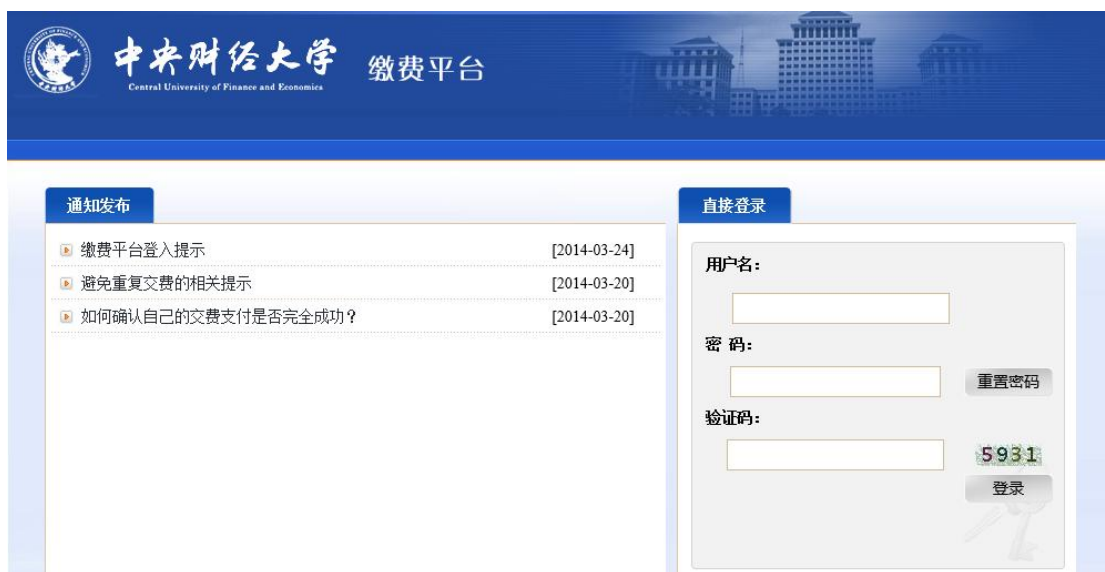 中央财经大学 缴费平台
Central University of Finance and Economics
通知发布
缴费平台登入提示 [2014-03-24]
避免重复交费的相关提示 [2014-03-20]
如何确认自己的交费支付是否完全成功？ [2014-03-20]
直接登录
用户名：
密 码：
重置密码
验证码：
5931
登录